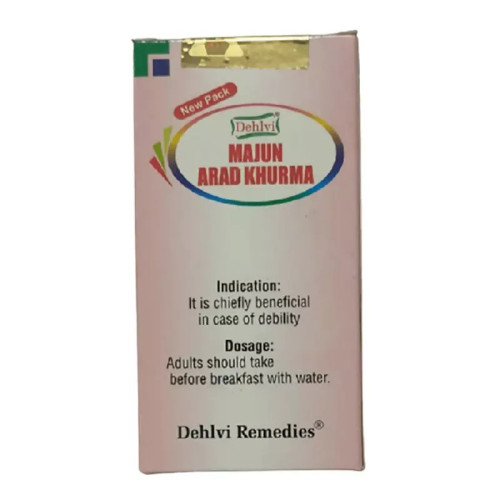 New Pack
Dehlvi
MAJUN
ARAD KHURMA
Indication:
It is chiefly beneficial
in case of debility
Dosage:
Adults should take
before breakfast with water.
Dehlvi Remedies®